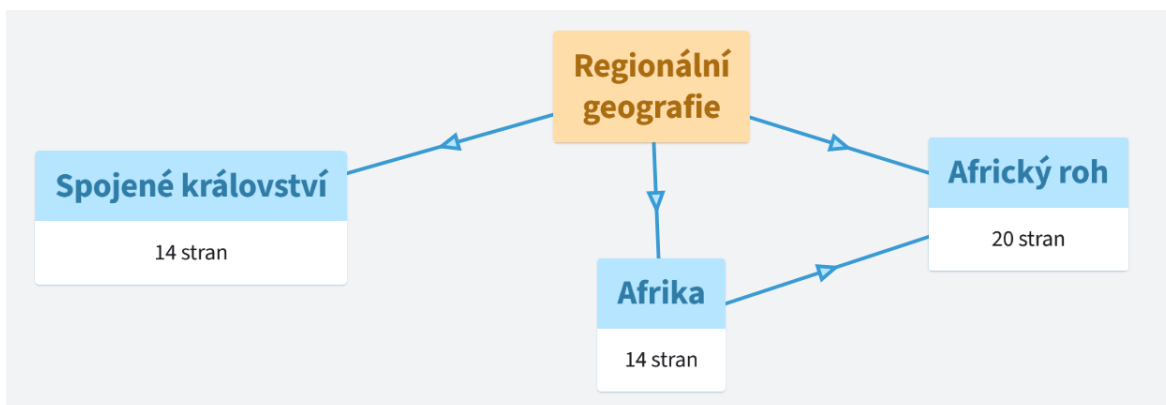 Regionální
geografie
Spojené království
14 stran
Africký roh
20 stran
Afrika
14 stran